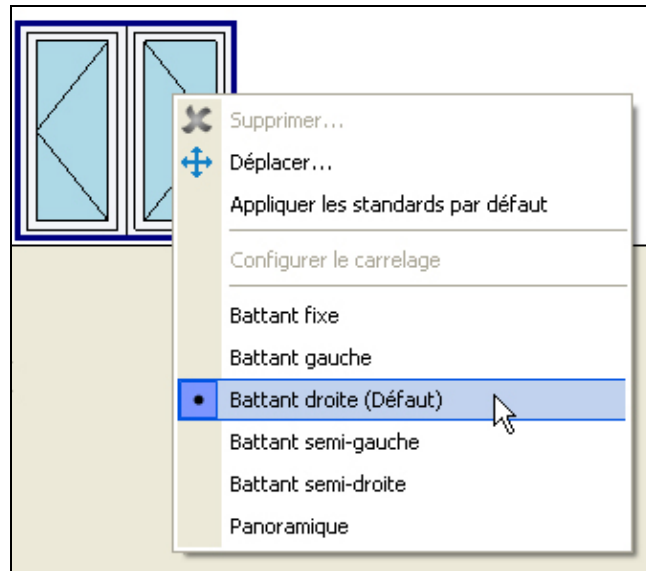 Supprimer...
Déplacer...
Appliquer les standards par défaut
Configurer le carrelage
Battant fixe
Battant gauche
Battant droite (Défaut)
Battant semi-gauche
Battant semi-droite
Panoramique